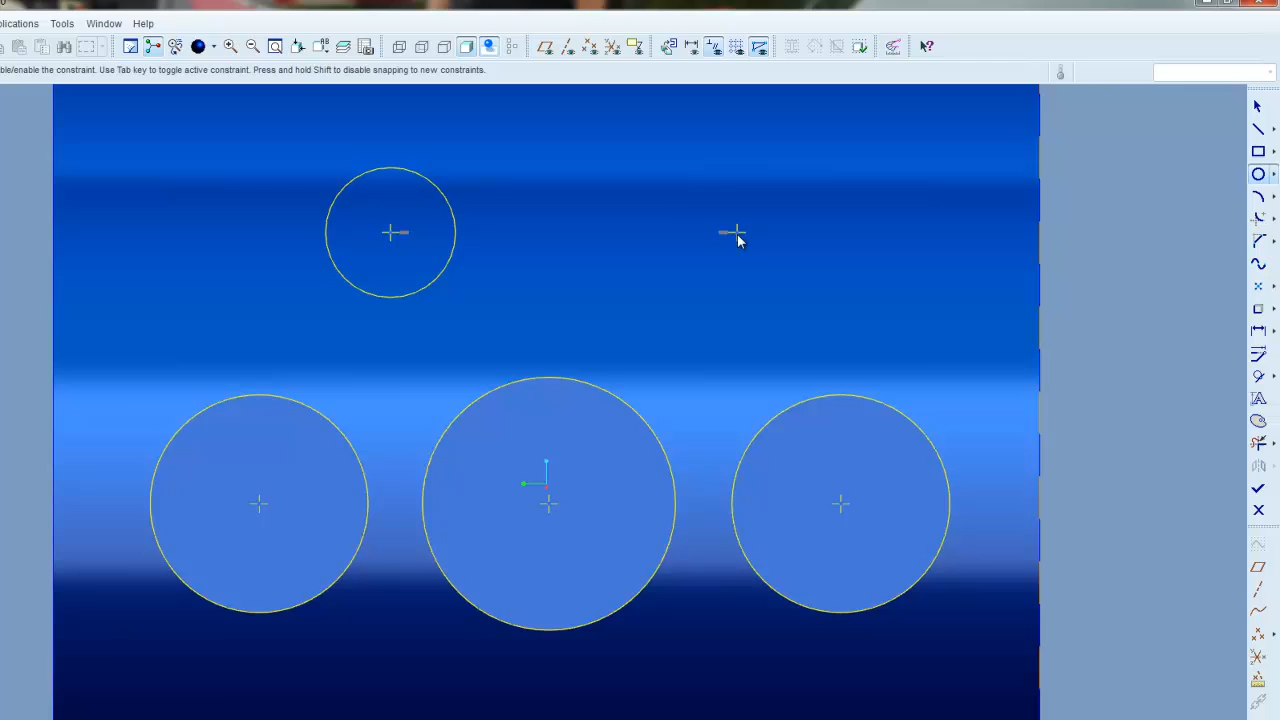 plications Tools Window Help
ble/enable the constraint. Use Tab key to toggle active constraint. Press and hold Shift to disable snapping to new constraints.